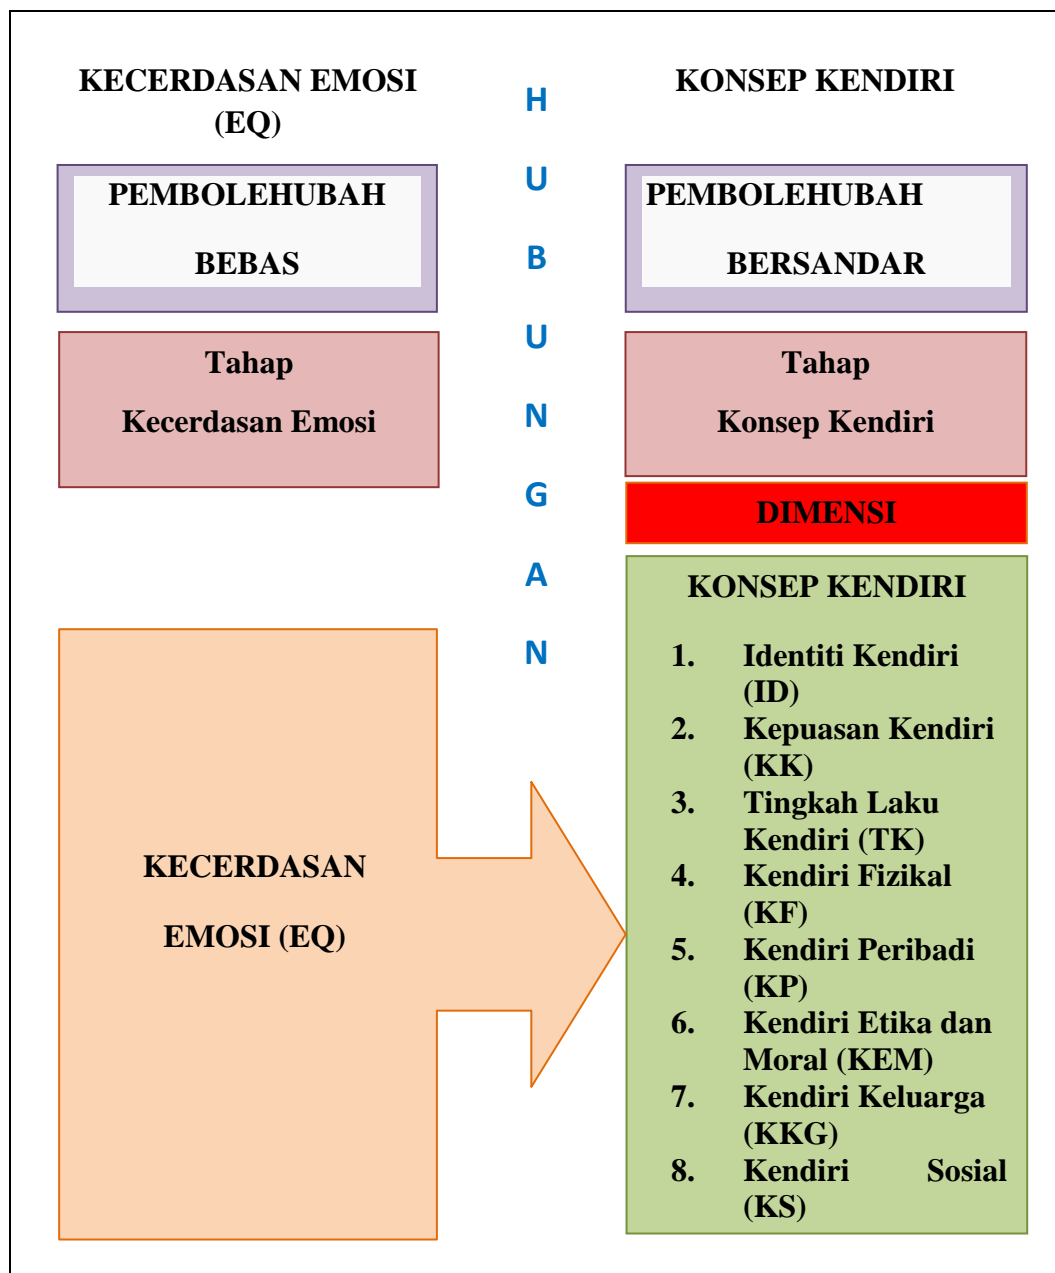 KECERDASAN EMOSI
(EQ)
PEMBOLEHUBAH
BEBAS
Tahap
Kecerdasan Emosi
KECERDASAN
EMOSI (EQ)
H
U
B
U
N
G
A
N
KONSEP KENDIRI
PEMBOLEHUBAH
BERSANDAR
Tahap
Konsep Kendiri
DIMENSI
KONSEP KENDIRI
1. Identiti Kendiri
(ID)
2. Kepuasan Kendiri
(KK)
3. Tingkah Laku
Kendiri (TK)
4. Kendiri Fizikal
(KF)
5. Kendiri Peribadi
(KP)
6. Kendiri Etika dan
Moral (KEM)
7. Kendiri Keluarga
(KKG)
8. Kendiri Sosial
(KS)